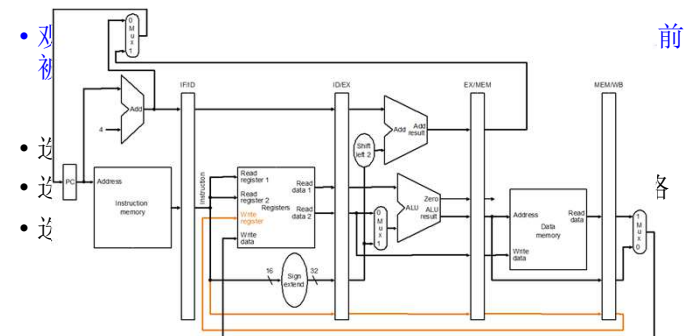 • 观 前
被
0
M
u
x
1
IF/ID
ID/EX
EX/MEM
MEM/WB
Add
4
Add Add
result
Shift
left 2
• 这
• 这 路
• 这
PC
Address
Instruction
memory
Instruction
Read
register 1
Read
register 2
Registers
Write
register
Write
data
Read
data 1
Read
data 2
0
M
u
x
1
Zero
ALU ALU
result
Address
Data
memory
Read
data
Write
data
1
M
u
x
0
16
Sign
extend
32